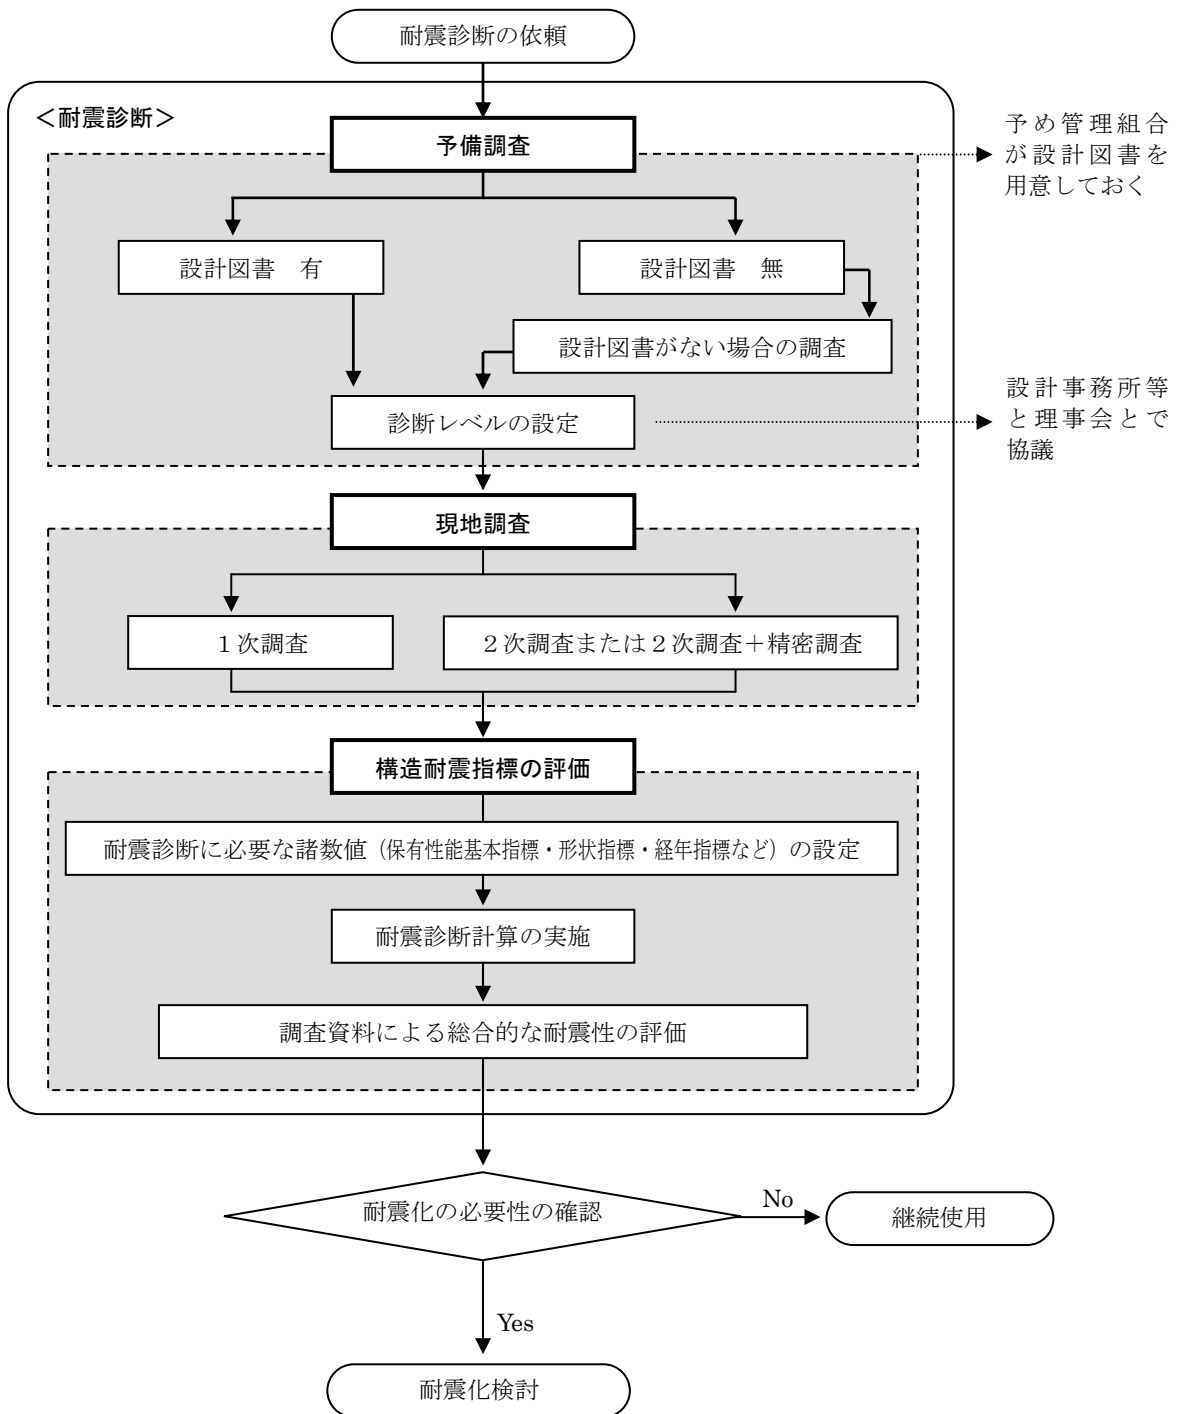 耐震診断の依頼
＜耐震診断＞
予備調査
予め管理組合
が設計図書を
用意しておく
設計図書　有
設計図書　無
設計図書がない場合の調査
診断レベルの設定
設計事務所等
と理事会とで
協議
現地調査
１次調査
２次調査または２次調査＋精密調査
構造耐震指標の評価
耐震診断に必要な諸数値（保有性能基本指標・形状指標・経年指標など）の設定
耐震診断計算の実施
調査資料による総合的な耐震性の評価
耐震化の必要性の確認
No
継続使用
Yes
耐震化検討